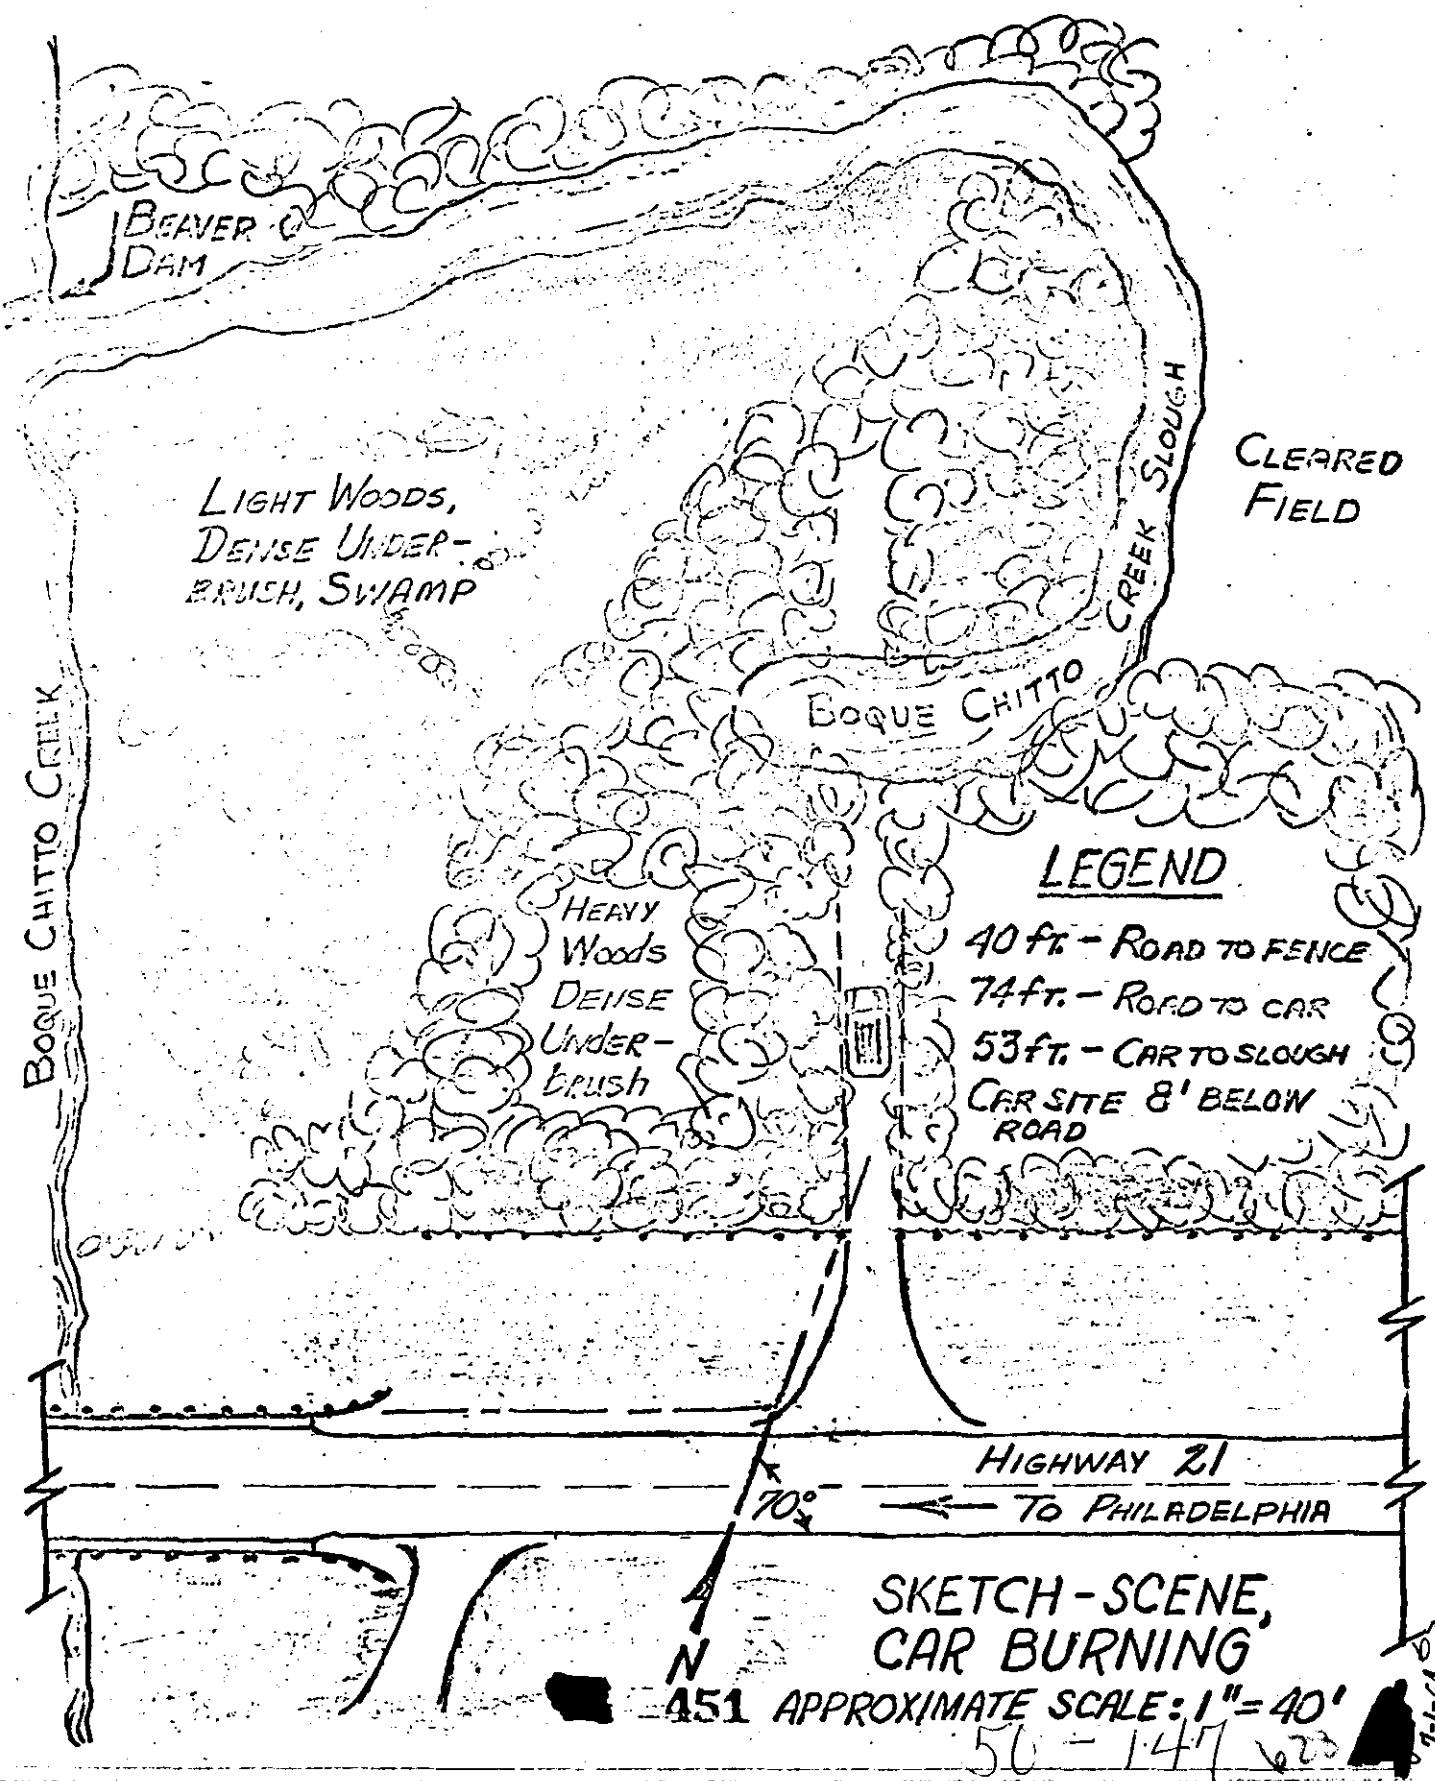 BEAVER
DAM
LIGHT WOODS,
DENSE UNDER-
BRUSH, SWAMP
CLEARED
FIELD
BOQUE CHITTO CREEK SLOUGH
BOQUE CHITTO CREEK
HEAVY
WOODS
DENSE
UNDER-
brush
LEGEND
40 ft. - ROAD TO FENCE
74 ft. - ROAD TO CAR
53 ft. - CAR TO SLOUGH
CAR SITE 8' BELOW
ROAD
HIGHWAY 21
70°
TO PHILADELPHIA
SKETCH - SCENE,
CAR BURNING
N
451 APPROXIMATE SCALE: 1" = 40'
50 - 147